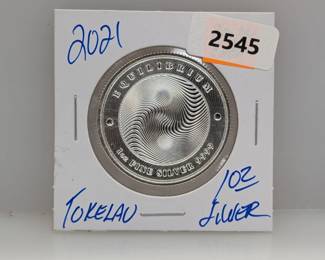 2021
2545
EQUILIBRIUM
1oz FINE SILVER 9999
TOKELAU
1OZ
SILVER